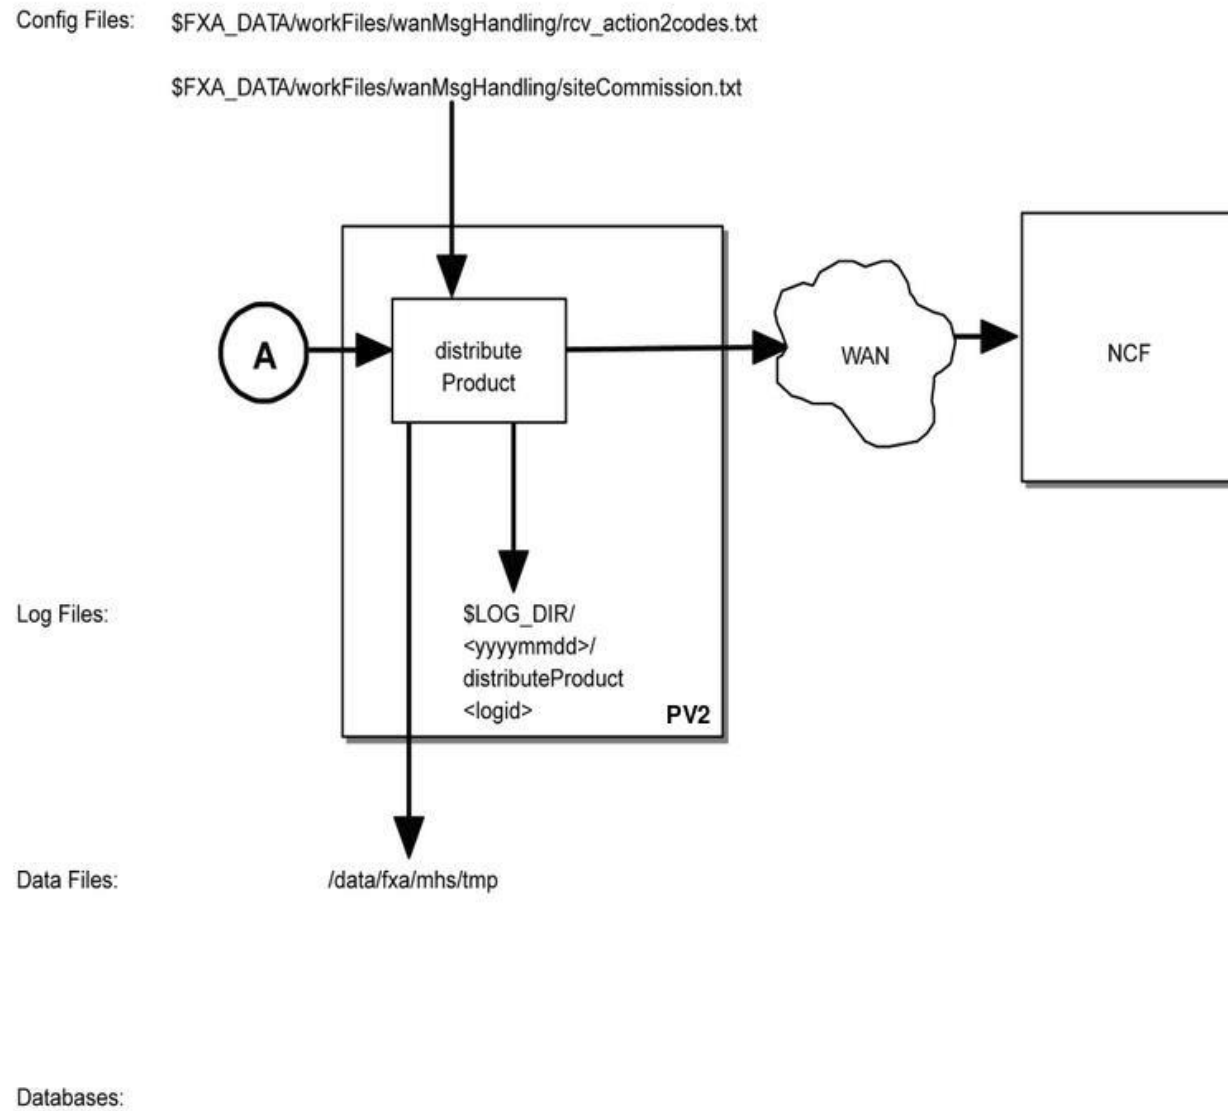 Config Files: $FXA_DATA/workFiles/wanMsgHandling/rcv_action2codes.txt
$FXA_DATA/workFiles/wanMsgHandling/siteCommission.txt
A
distribute
Product
WAN
NCF
Log Files:
$LOG_DIR/
<yyyymmdd>/
distributeProduct
<logid>
PV2
Data Files:
/data/fxa/mhs/tmp
Databases: